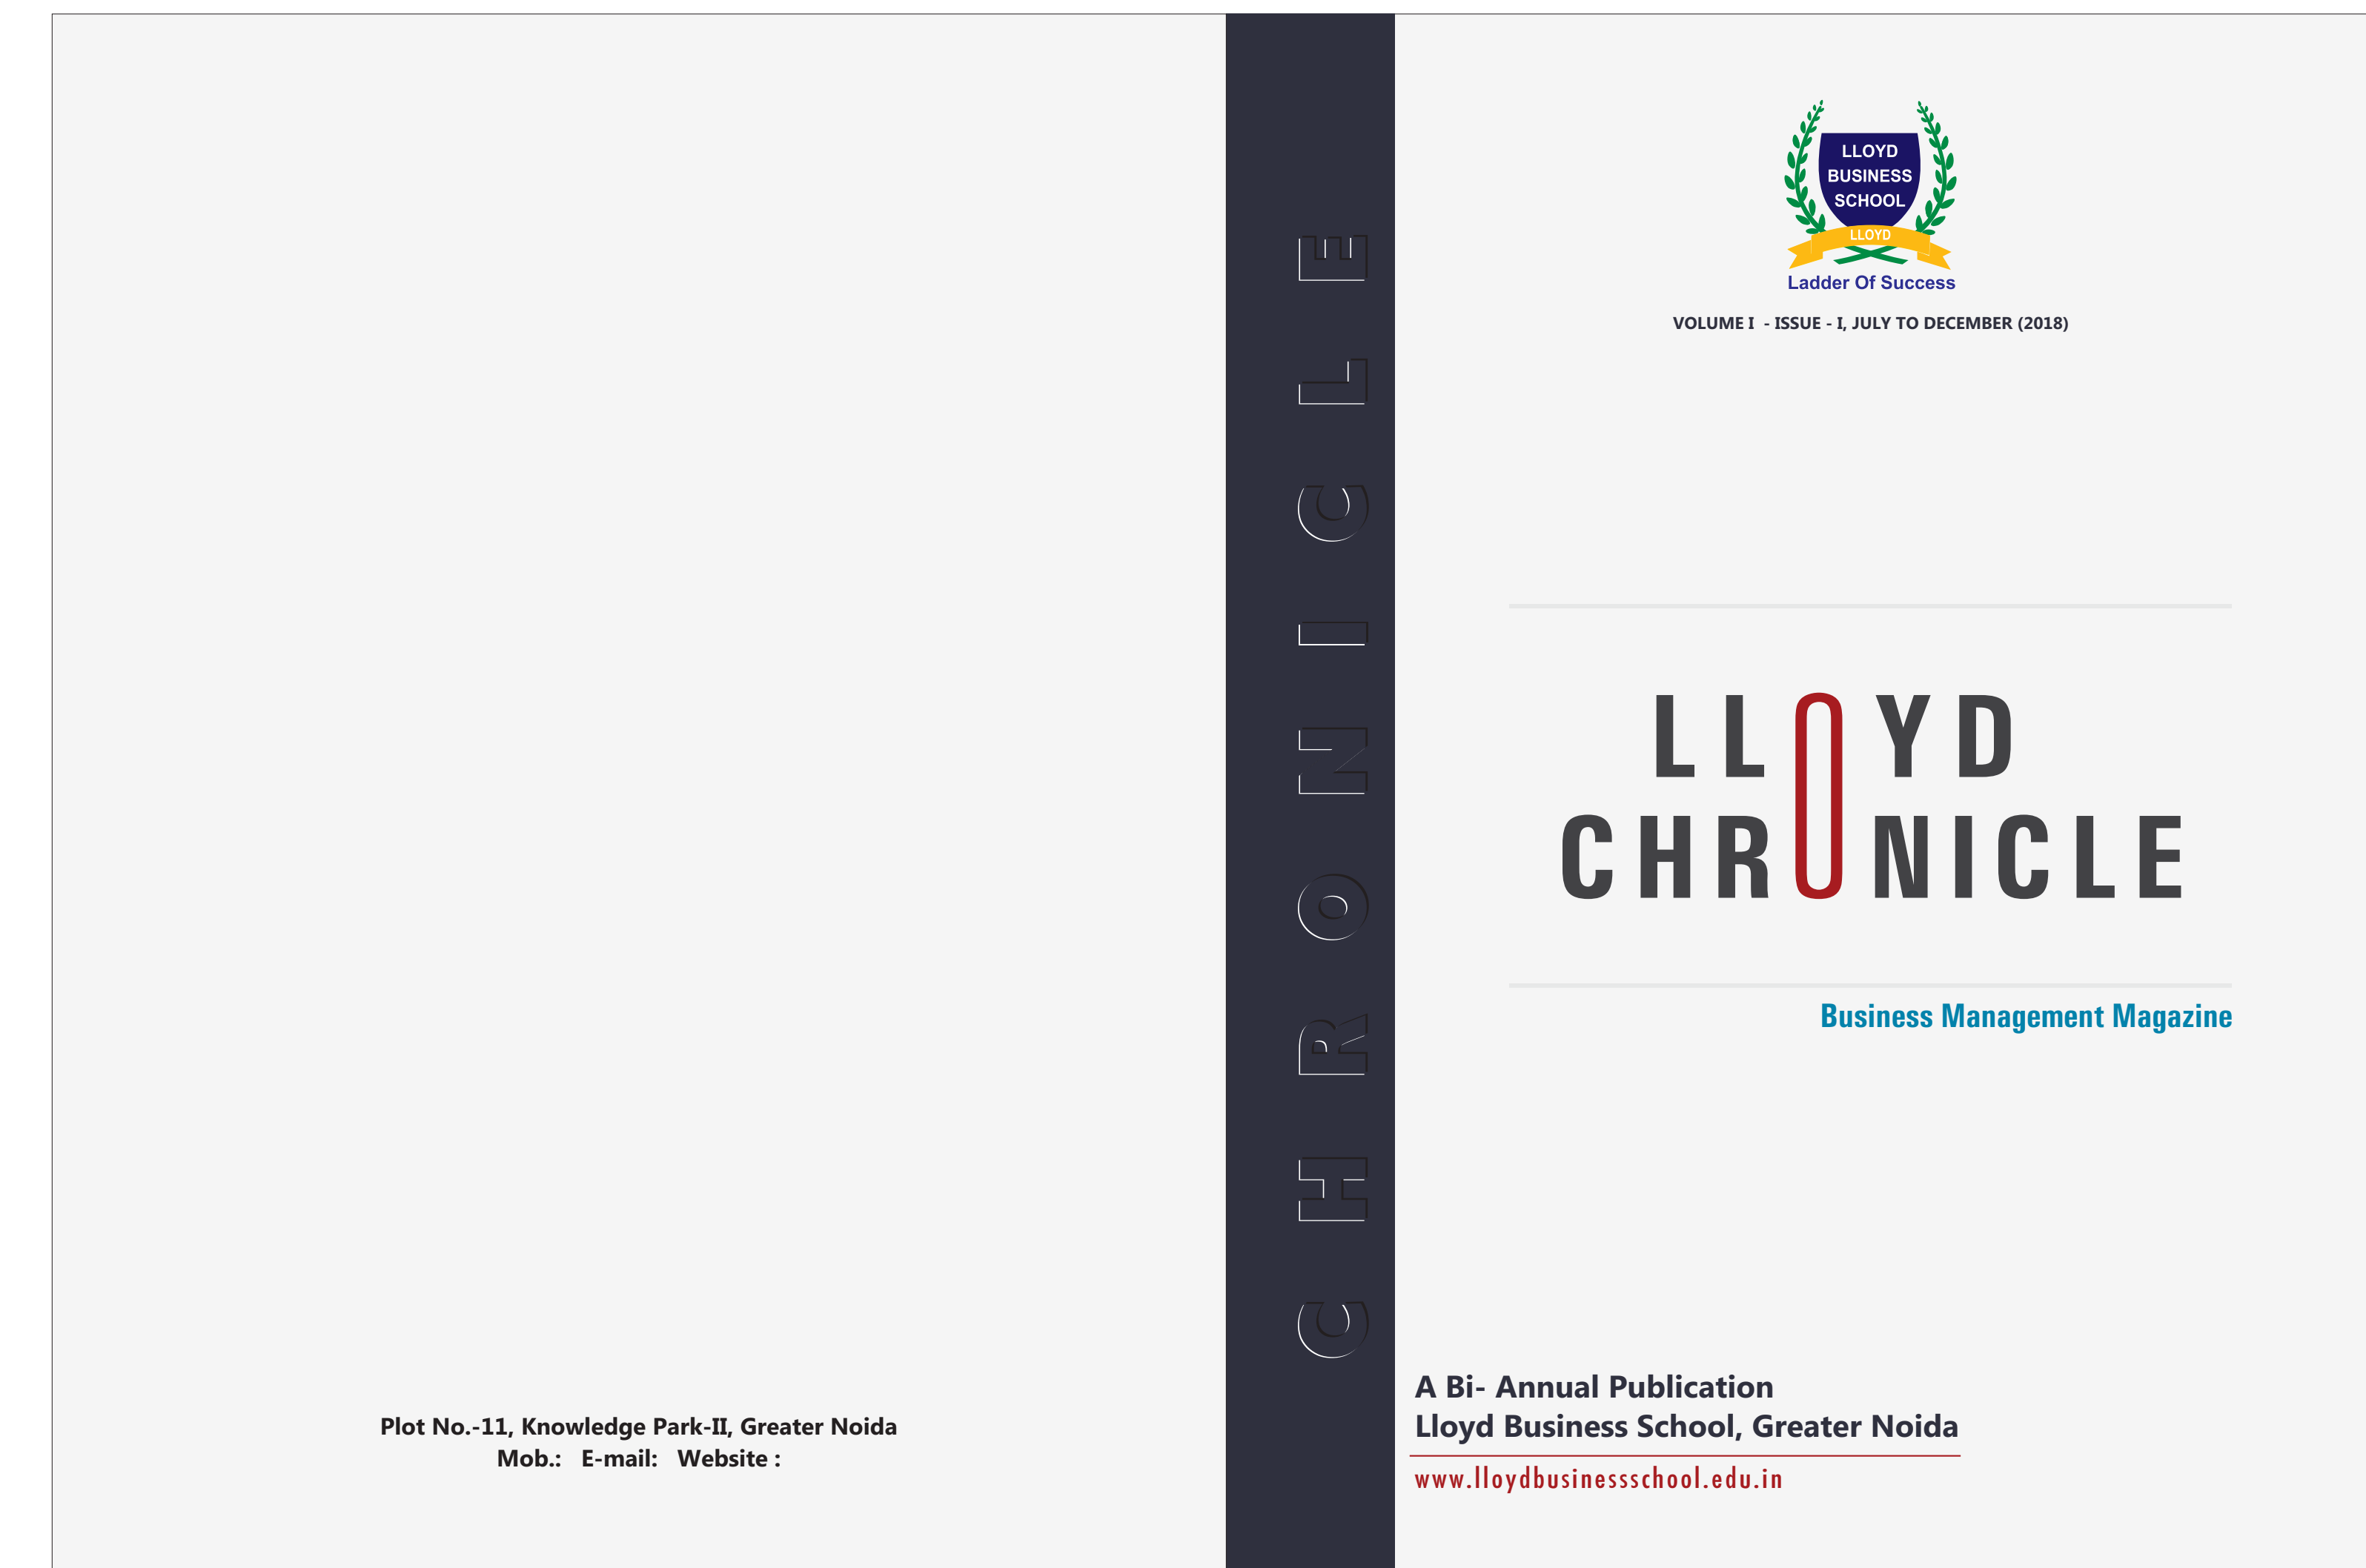 Plot No.-11, Knowledge Park-II, Greater Noida
Mob.: E-mail: Website :
CHRONICLE
LLOYD
BUSINESS
SCHOOL
LLOYD
Ladder Of Success
VOLUME I - ISSUE - I, JULY TO DECEMBER (2018)
LLOYD
CHRONICLE
Business Management Magazine
A Bi- Annual Publication
Lloyd Business School, Greater Noida
www.lloydbusinessschool.edu.in